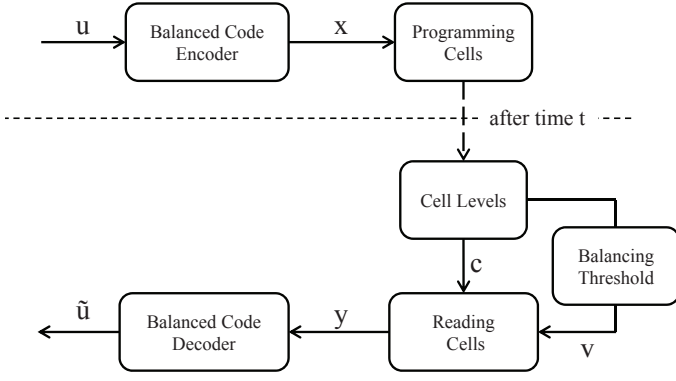 u
Balanced Code
Encoder
x
Programming
Cells
after time t
Cell Levels
c
Balancing
Threshold
ũ
Balanced Code
Decoder
y
Reading
Cells
v